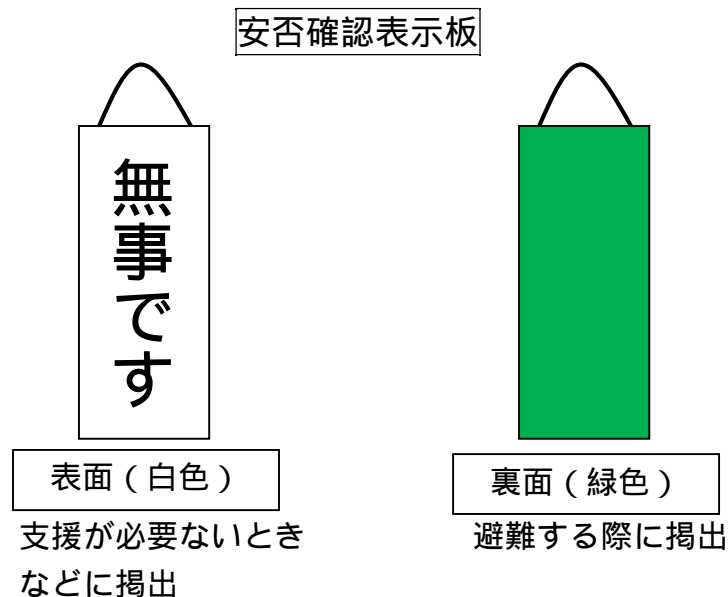 安否確認表示板
無事です
表面(白色)
裏面(緑色)
支援が必要ないとき
などに掲出
避難する際に掲出